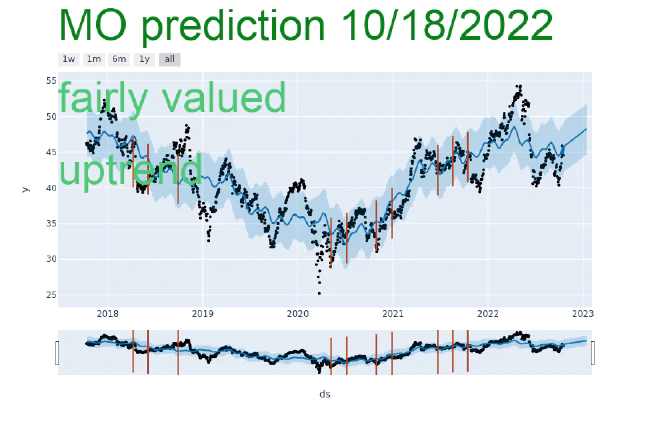 MO prediction 10/18/2022
1w 1m 6m 1y all
fairly valued
uptrend
55
50
45
40
35
30
25
y
2018 2019 2020 2021 2022 2023
ds